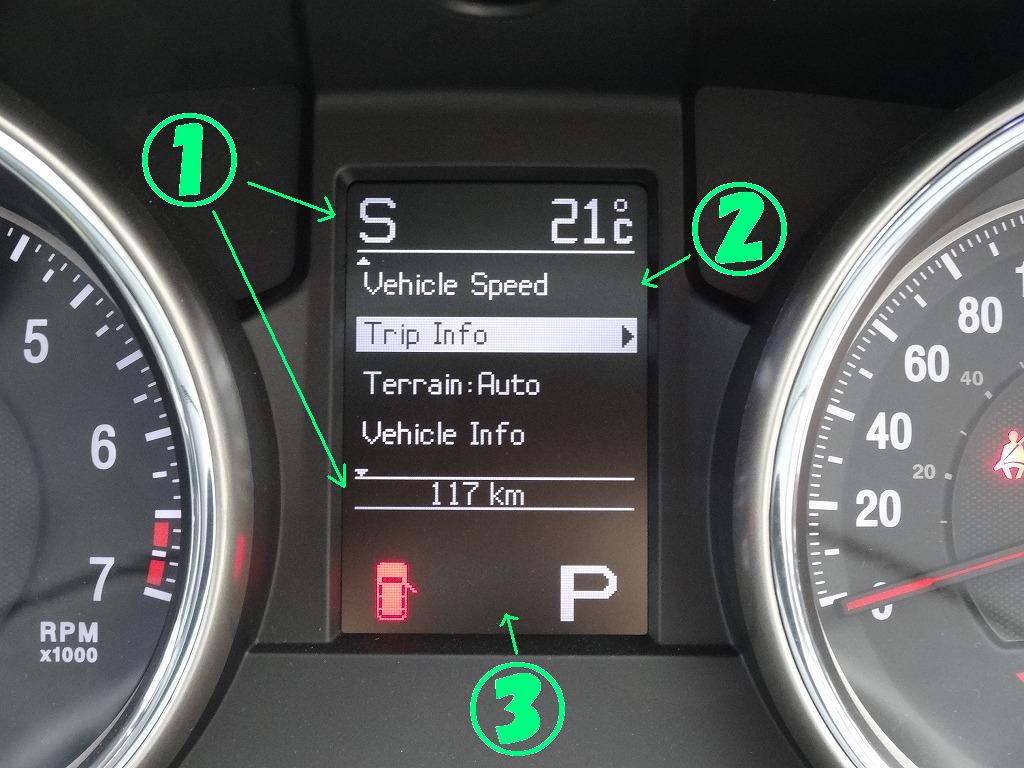 1
2
S 21°C
Vehicle Speed
Trip Info
Terrain:Auto
Vehicle Info
117 km
P
3
5
6
7
RPM
x1000
80
60
40
20
0
40
20